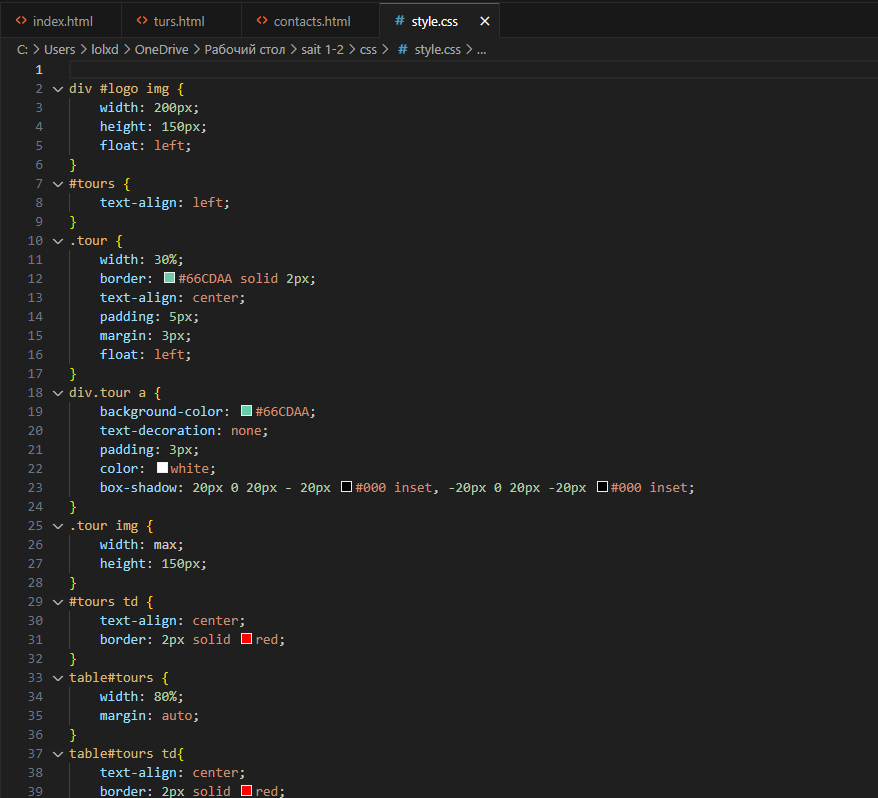 index.html turs.html contacts.html # style.css ×
C: > Users > lolxd > OneDrive > Рабочий стол > sait 1-2 > css > # style.css > ...
1
2 div #logo img {
3 width: 200px;
4 height: 150px;
5 float: left;
6 }
7 #tours {
8 text-align: left;
9 }
10 .tour {
11 width: 30%;
12 border: #66CDAA solid 2px;
13 text-align: center;
14 padding: 5px;
15 margin: 3px;
16 float: left;
17 }
18 div.tour a {
19 background-color: #66CDAA;
20 text-decoration: none;
21 padding: 3px;
22 color: white;
23 box-shadow: 20px 0 20px - 20px #000 inset, -20px 0 20px -20px #000 inset;
24 }
25 .tour img {
26 width: max;
27 height: 150px;
28 }
29 #tours td {
30 text-align: center;
31 border: 2px solid red;
32 }
33 table#tours {
34 width: 80%;
35 margin: auto;
36 }
37 table#tours td{
38 text-align: center;
39 border: 2px solid red;